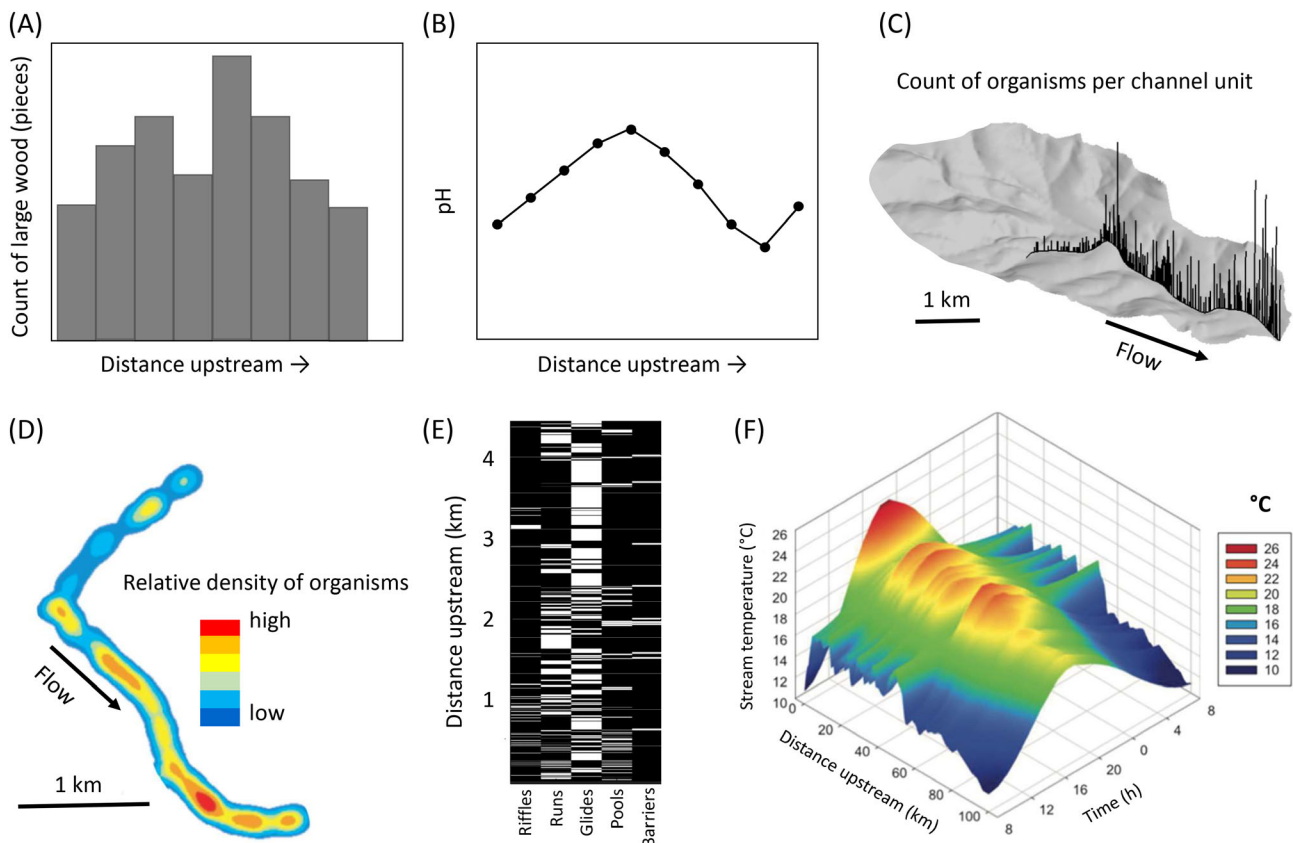 (A)
Count of large wood (pieces)
Distance upstream →
(B)
pH
Distance upstream →
(C)
Count of organisms per channel unit
1 km
Flow
(D)
Relative density of organisms
high
low
Flow
1 km
(E)
Distance upstream (km)
4
3
2
1
Riffles
Runs
Glides
Pools
Barriers
(F)
Stream temperature (°C)
26
24
22
20
18
16
14
12
10
0
20
40
60
80
100
Distance upstream (km)
8
12
16
20
0
4
8
Time (h)
°C
26
24
22
20
18
16
14
12
10